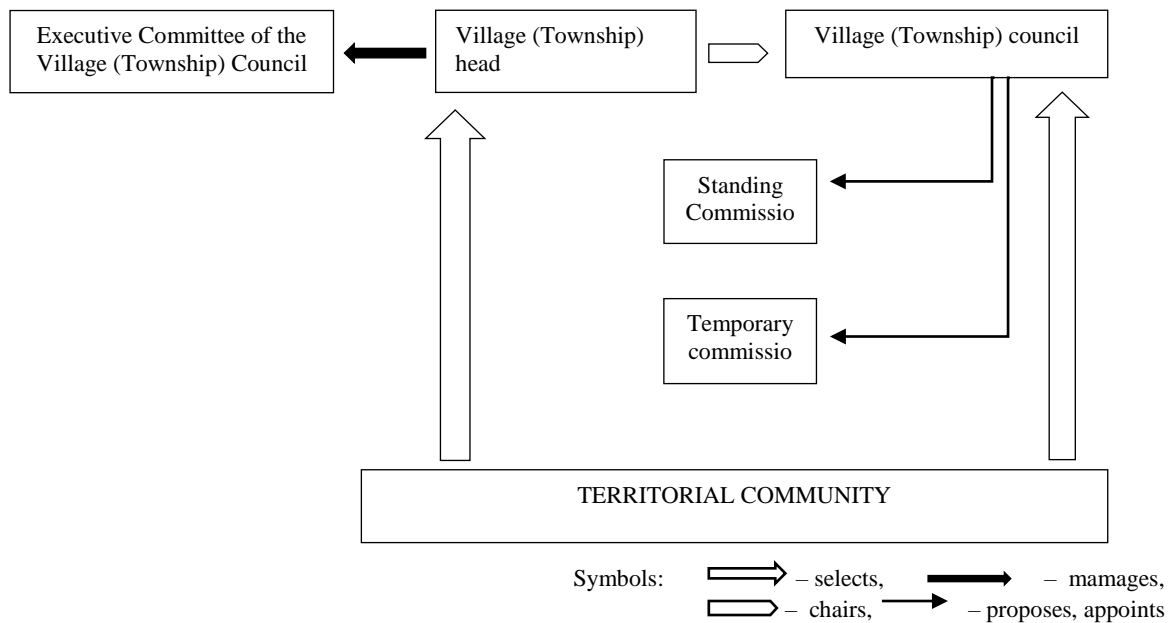 Executive Committee of the
Village (Township) Council
Village (Township)
head
Village (Township) council
Standing
Commissio
Temporary
commissio
TERRITORIAL COMMUNITY
Symbols: – selects, – mamages,
– chairs, – proposes, appoints